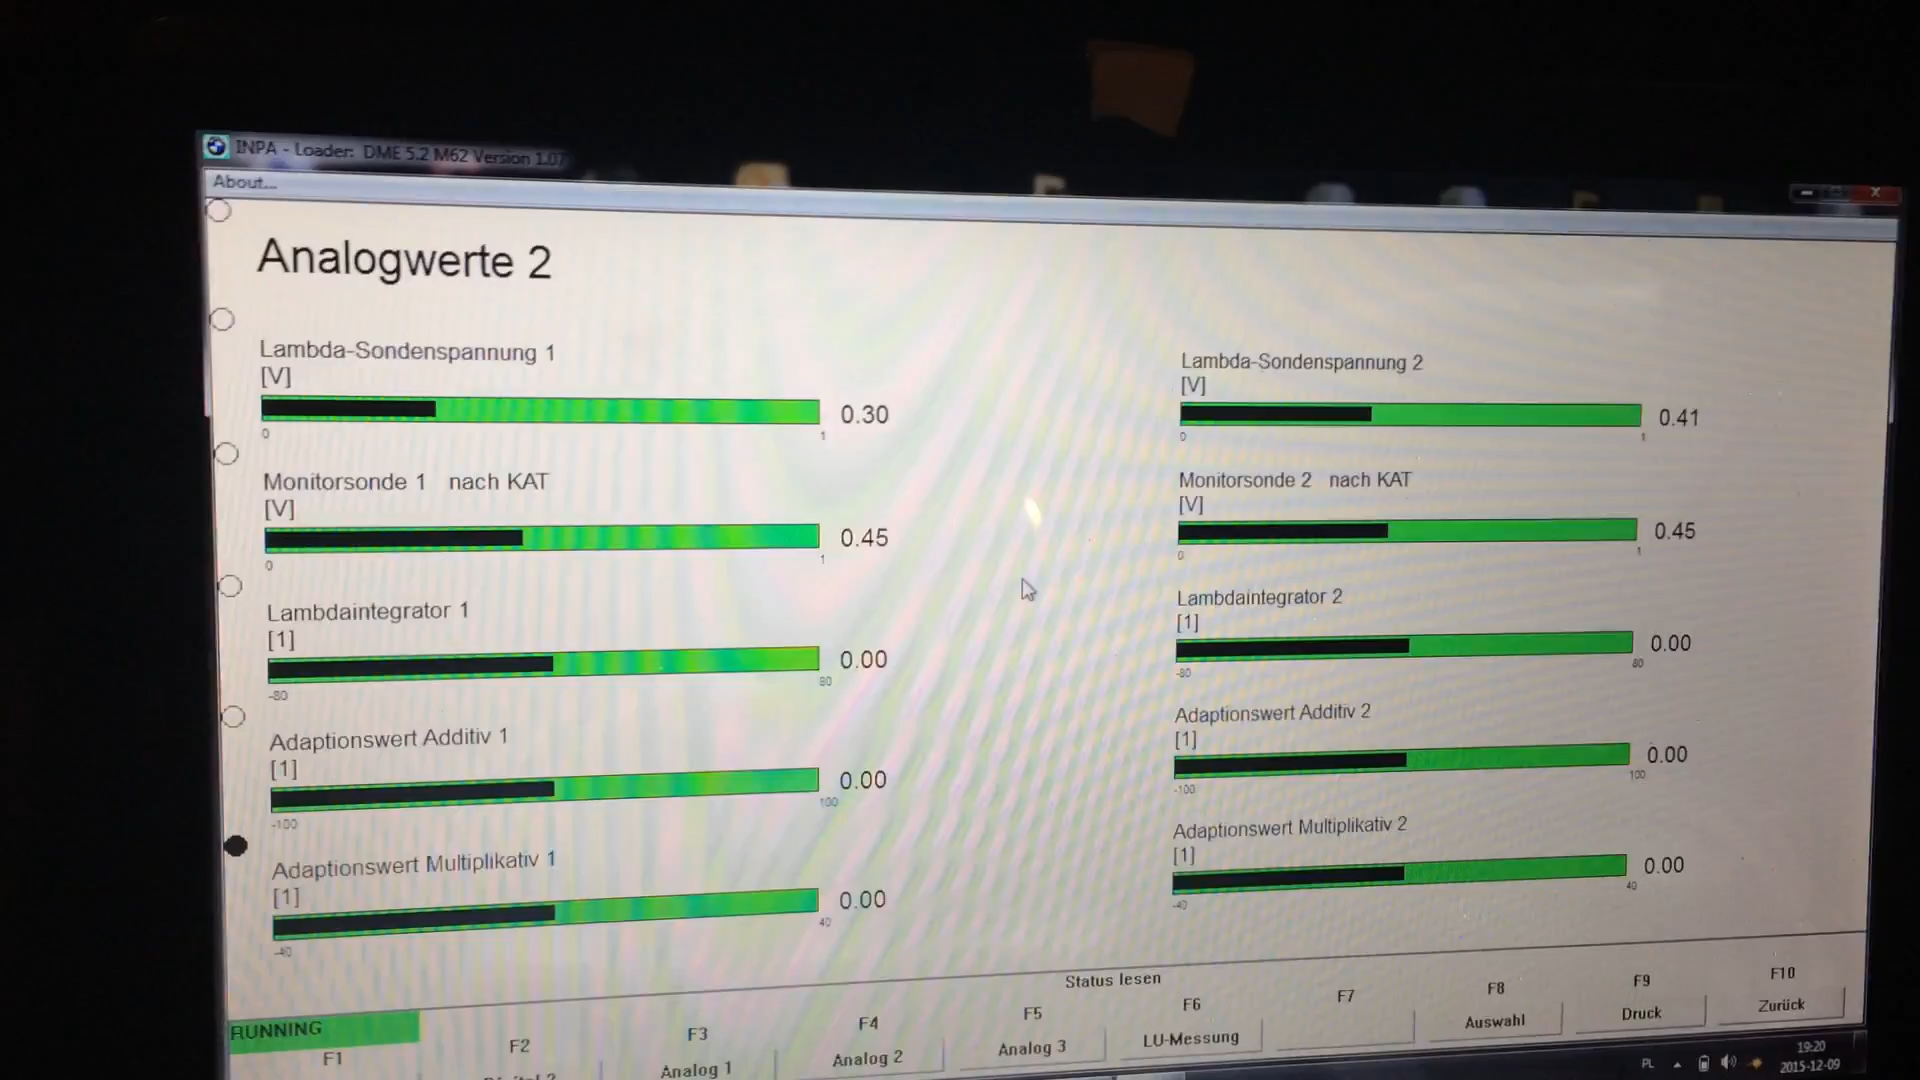 INPA - Loader: DME 5.2 M62 Version 1.07
About...
Analogwerte 2
Lambda-Sondenspannung 1
[V]
0.30
0 1
Monitorsonde 1 nach KAT
[V]
0.45
0 1
Lambdaintegrator 1
[1]
0.00
-80 80
Adaptionswert Additiv 1
[1]
0.00
-100 100
Adaptionswert Multiplikativ 1
[1]
0.00
-40 40
Lambda-Sondenspannung 2
[V]
0.41
0 1
Monitorsonde 2 nach KAT
[V]
0.45
0 1
Lambdaintegrator 2
[1]
0.00
-80 80
Adaptionswert Additiv 2
[1]
0.00
-100 100
Adaptionswert Multiplikativ 2
[1]
0.00
-40 40
Status lesen
RUNNING
F1 F2 F3 F4 F5 F6 F7 F8 F9 F10
Analog 1 Analog 2 Analog 3 LU-Messung Auswahl Druck Zurück
PL 19:20
2015-12-09